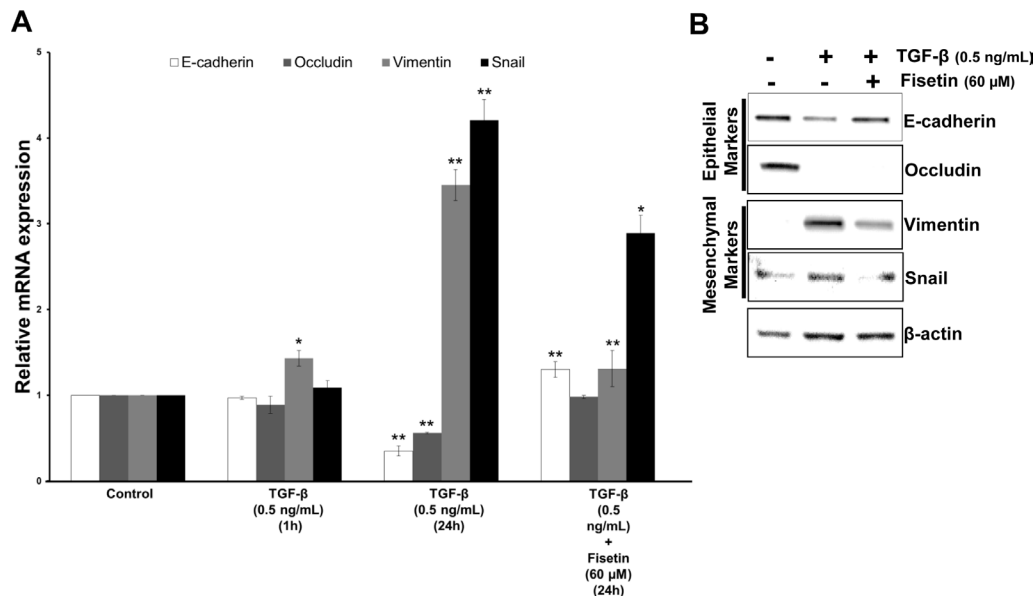 A
B
Relative mRNA expression
5
4
3
2
1
0
E-cadherin
Occludin
Vimentin
Snail
*
**
**
**
**
**
**
*
Control
TGF-β
(0.5 ng/mL)
(1h)
TGF-β
(0.5 ng/mL)
(24h)
TGF-β
(0.5
ng/mL)
+
Fisetin
(60 µM)
(24h)
- + + TGF-β (0.5 ng/mL)
- - + Fisetin (60 µM)
Epithelial
Markers
E-cadherin
Occludin
Mesenchymal
Markers
Vimentin
Snail
β-actin